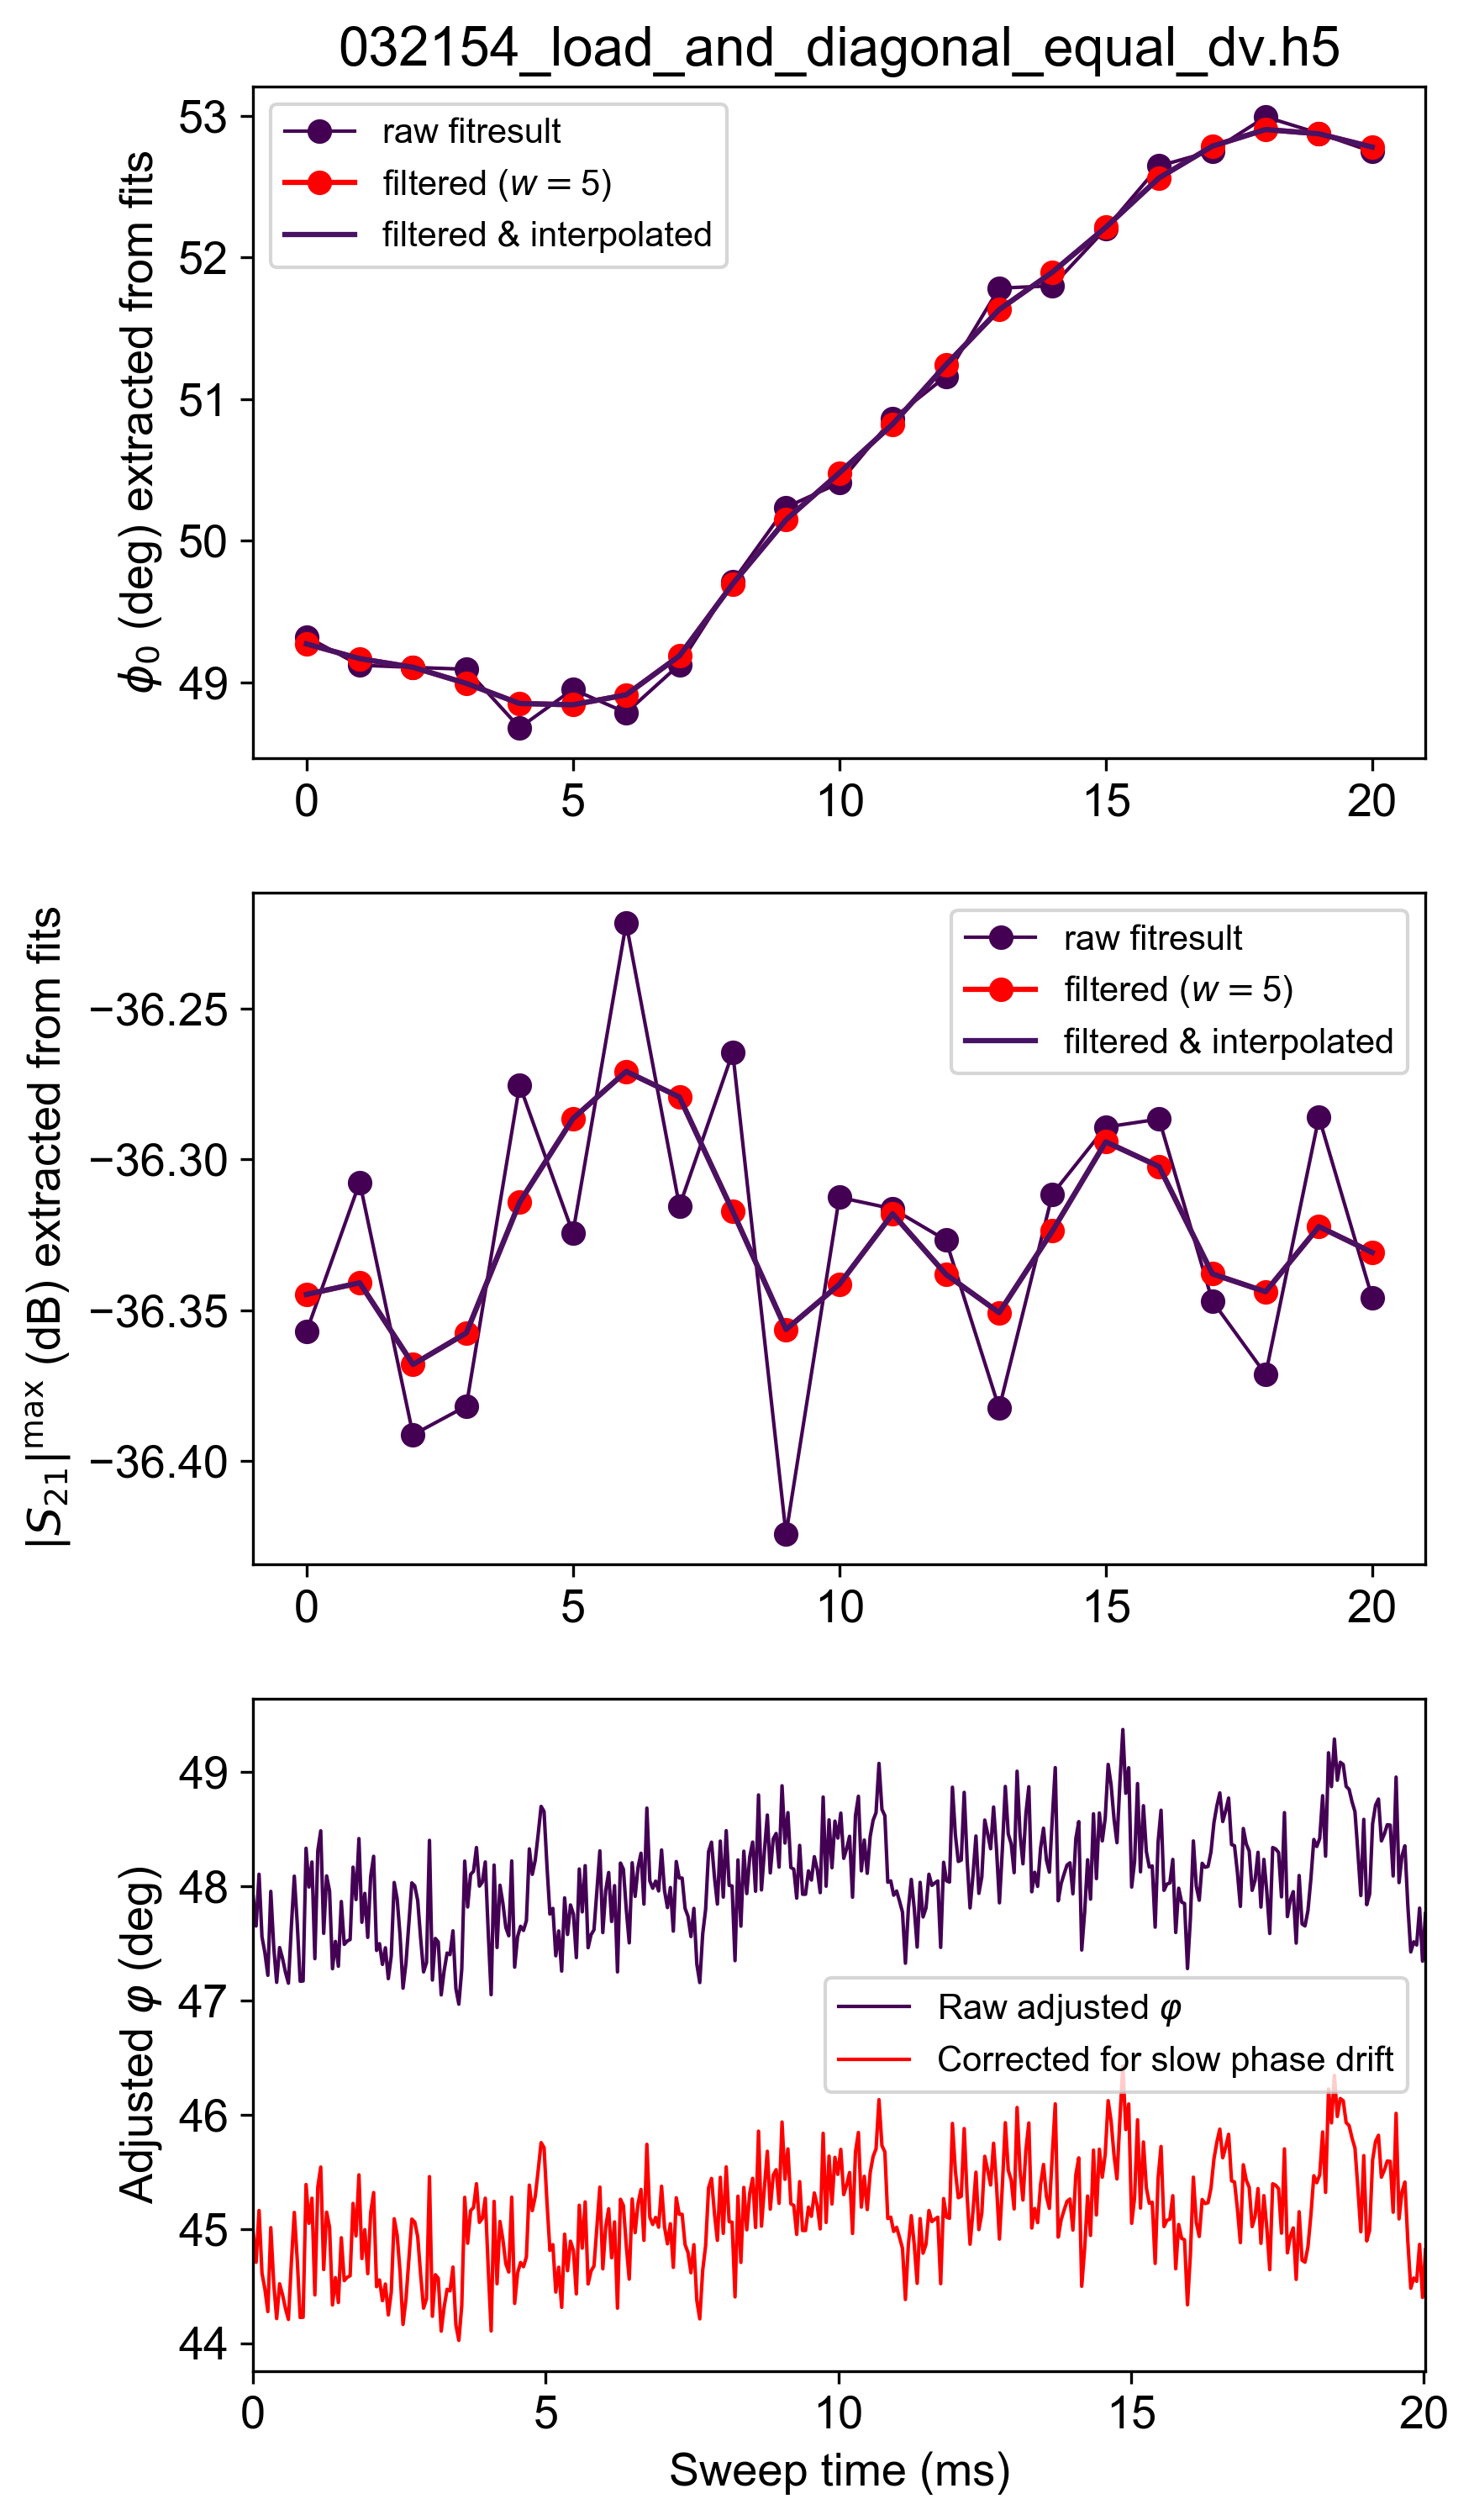 032154_load_and_diagonal_equal_dv.h5
ϕ₀ (deg) extracted from fits
53
52
51
50
49
raw fitresult
filtered (w = 5)
filtered & interpolated
0 5 10 15 20
|S₂₁|ᵐᵃˣ (dB) extracted from fits
−36.25
−36.30
−36.35
−36.40
raw fitresult
filtered (w = 5)
filtered & interpolated
0 5 10 15 20
Adjusted φ (deg)
49
48
47
46
45
44
Raw adjusted φ
Corrected for slow phase drift
0 5 10 15 20
Sweep time (ms)